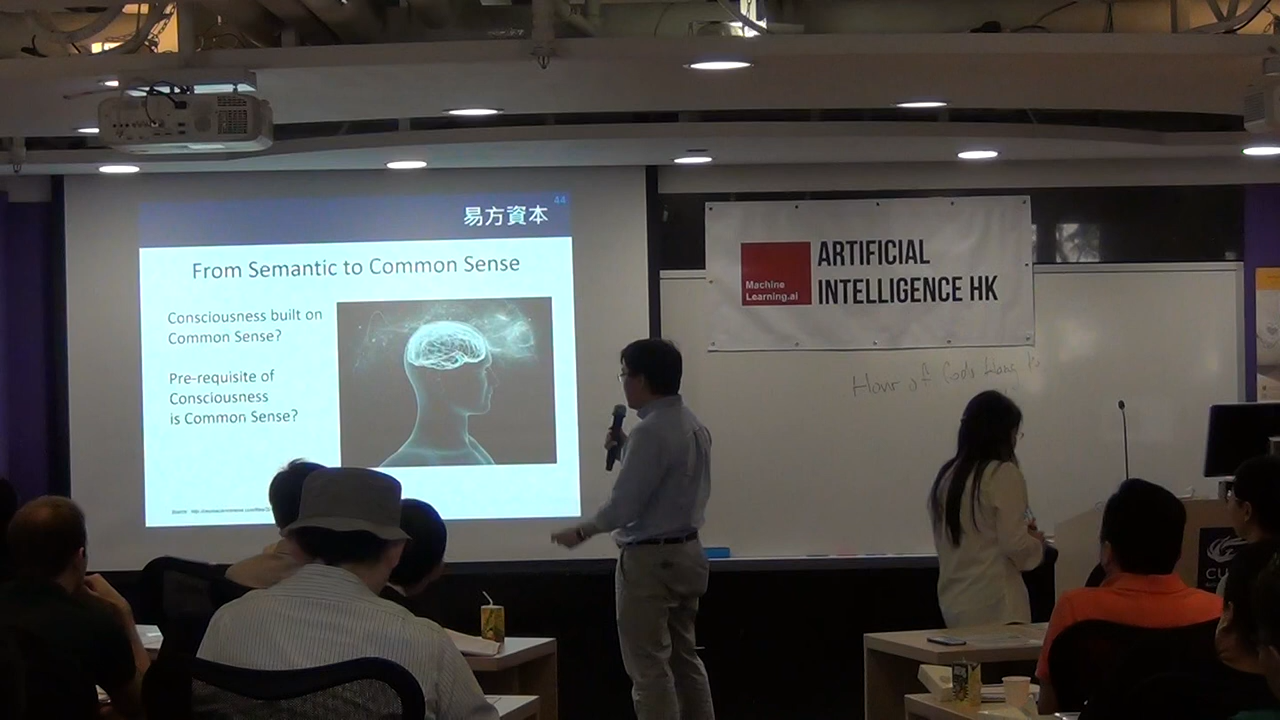 44
易方資本
From Semantic to Common Sense
Consciousness built on
Common Sense?
Pre-requisite of
Consciousness
is Common Sense?
Machine
Learning.ai
ARTIFICIAL
INTELLIGENCE HK
Hour of Code Hong
CU